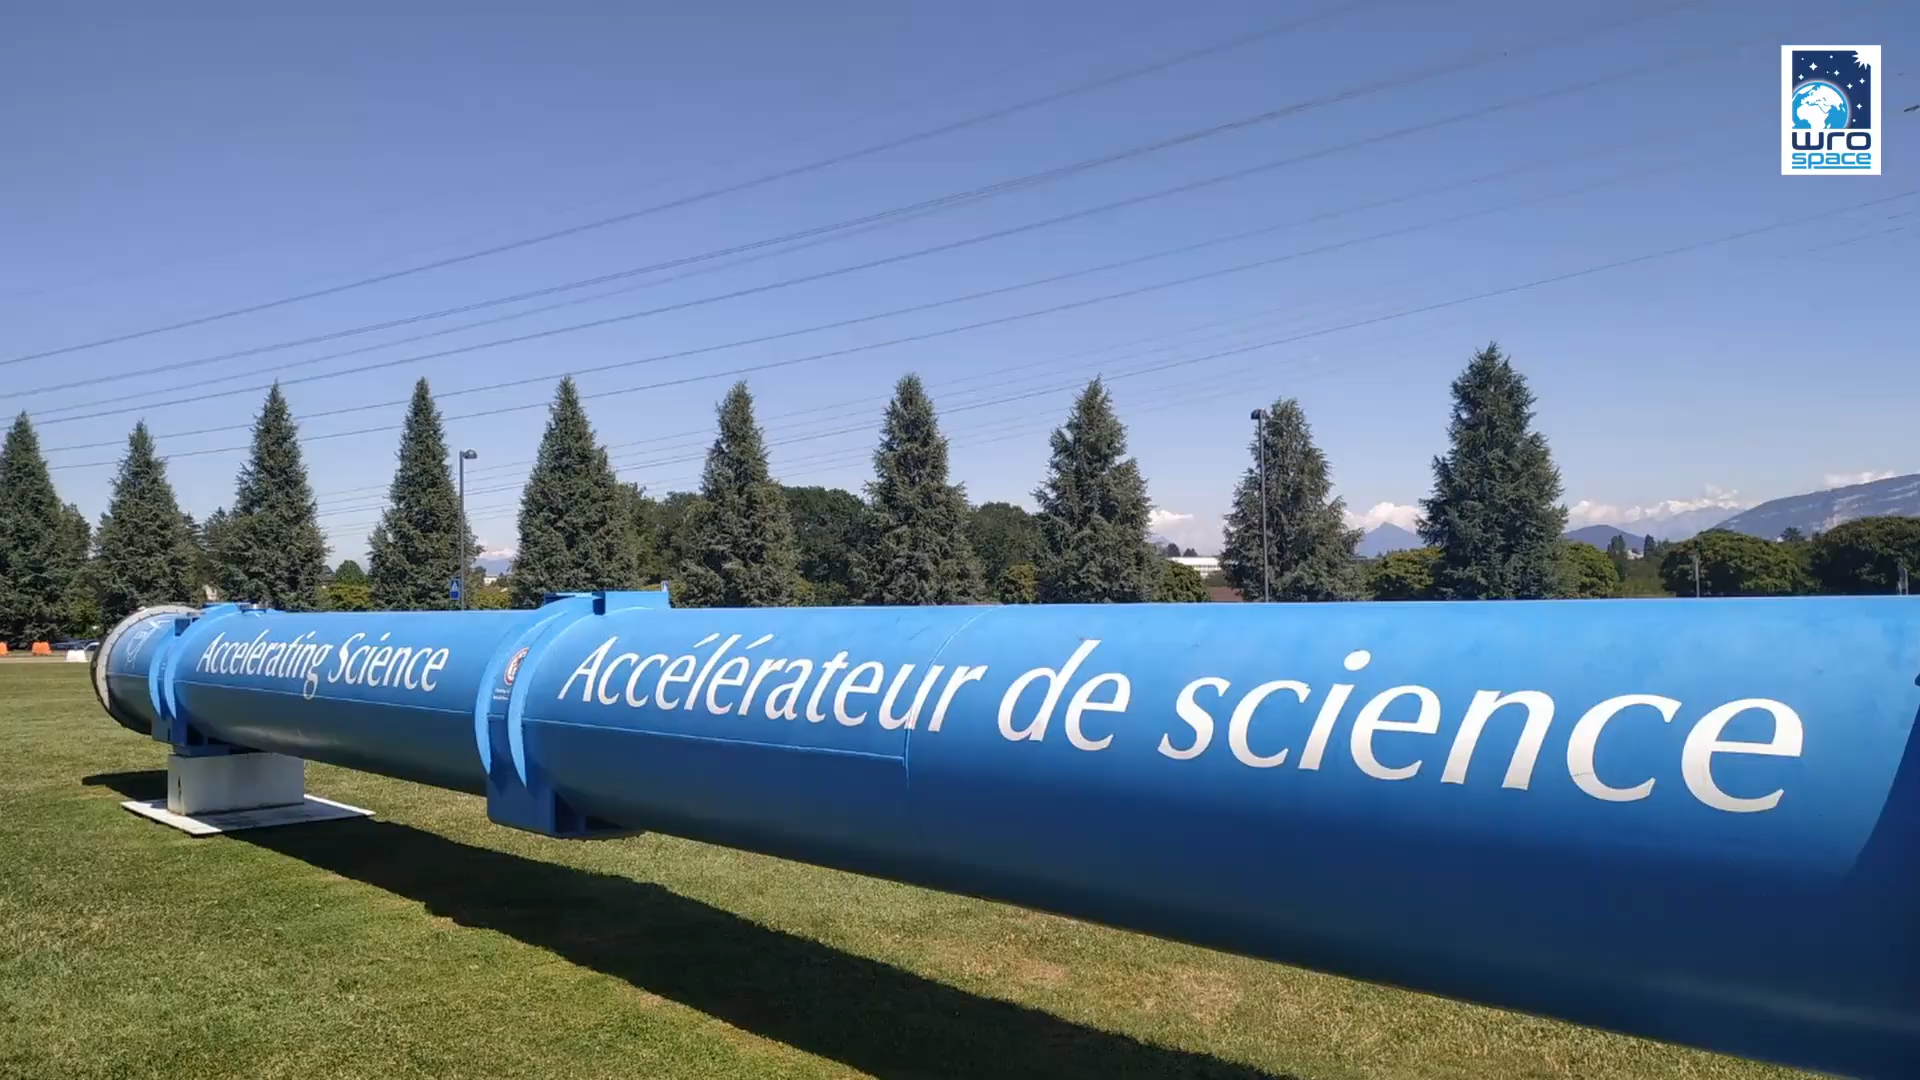 wro
space
Accelerating Science
Accélérateur de science